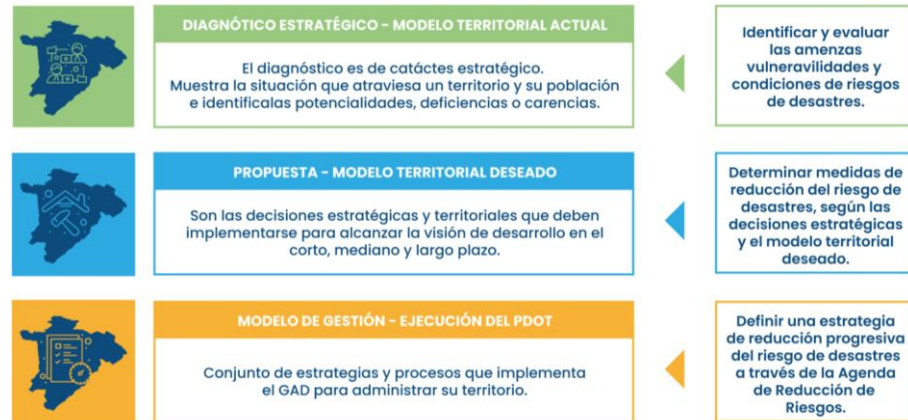 DIAGNÓTICO ESTRATÉGICO - MODELO TERRITORIAL ACTUAL
El diagnóstico es de catáctes estratégico.
Muestra la situación que atraviesa un territorio y su población
e identificalas potencialidades, deficiencias o carencias.
Identificar y evaluar
las amenzas
vulneravilidades y
condiciones de riesgos
de desastres.
PROPUESTA - MODELO TERRITORIAL DESEADO
Son las decisiones estratégicas y territoriales que deben
implementarse para alcanzar la visión de desarrollo en el
corto, mediano y largo plazo.
Determinar medidas de
reducción del riesgo de
desastres, según las
decisiones estratégicas
y el modelo territorial
deseado.
MODELO DE GESTIÓN - EJECUCIÓN DEL PDOT
Conjunto de estrategias y procesos que implementa
el GAD para administrar su territorio.
Definir una estrategia
de reducción progresiva
del riesgo de desastres
a través de la Agenda
de Reducción de
Riesgos.